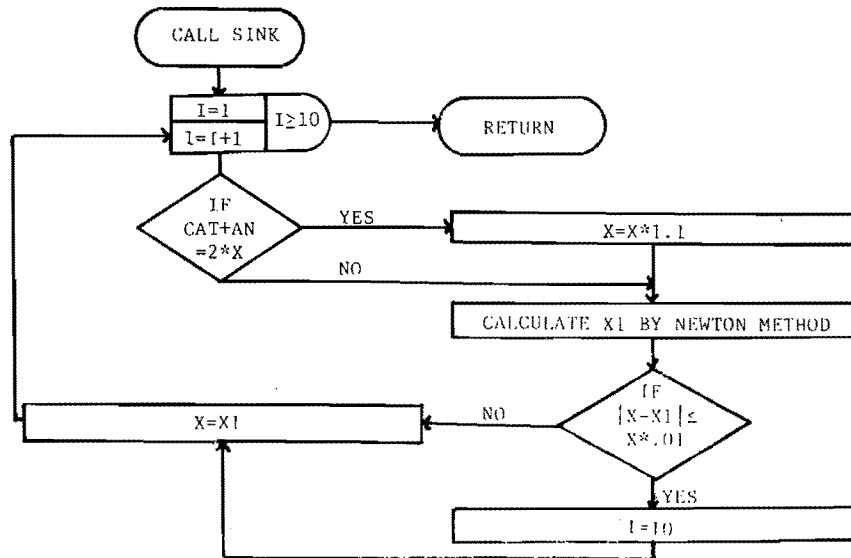 CALL SINK
I=1
I=I+1
I≥10
RETURN
IF
CAT+AN
=2*X
YES
X=X*1.1
NO
CALCULATE X1 BY NEWTON METHOD
IF
|X-X1|≤
X*.01
NO
X=X1
YES
I=10